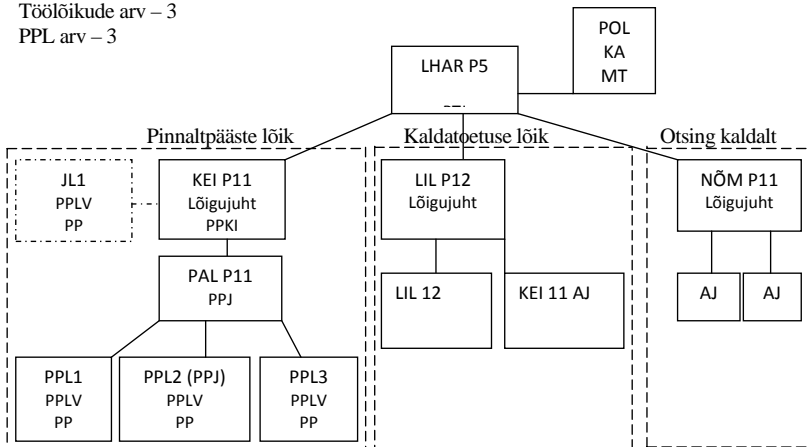 Töölõikude arv – 3
PPL arv – 3
POL
KA
MT
LHAR P5
Pinnaltpääste lõik
Kaldatoetuse lõik
Otsing kaldalt
JL1
PPLV
PP
KEI P11
Lõigujuht
PPKI
LIL P12
Lõigujuht
NÕM P11
Lõigujuht
PAL P11
PPJ
LIL 12
KEI 11 AJ
AJ
AJ
PPL1
PPLV
PP
PPL2 (PPJ)
PPLV
PP
PPL3
PPLV
PP